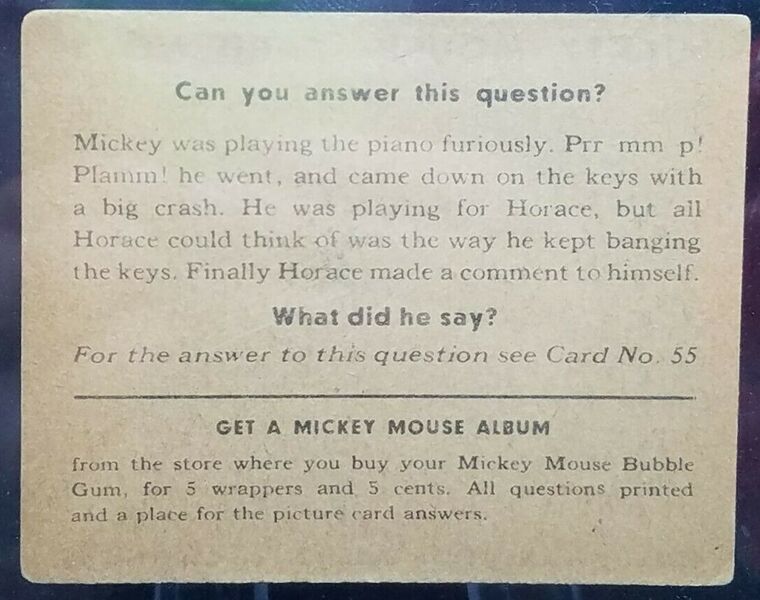 Can you answer this question?
Mickey was playing the piano furiously. Prr mm p!
Plamm! he went, and came down on the keys with
a big crash. He was playing for Horace, but all
Horace could think of was the way he kept banging
the keys. Finally Horace made a comment to himself.
What did he say?
For the answer to this question see Card No. 55
GET A MICKEY MOUSE ALBUM
from the store where you buy your Mickey Mouse Bubble
Gum, for 5 wrappers and 5 cents. All questions printed
and a place for the picture card answers.